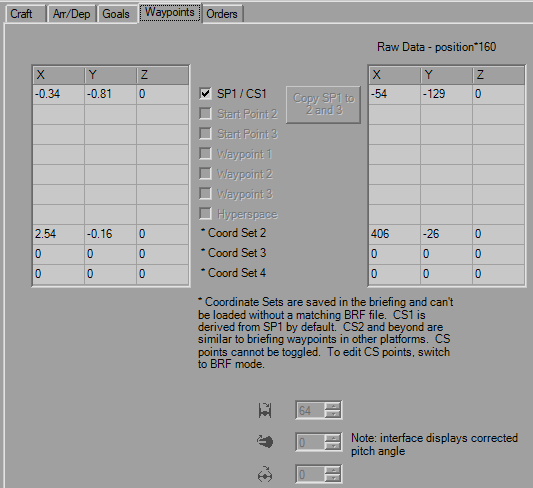 Craft Arr/Dep Goals Waypoints Orders
Raw Data - position*160
X Y Z X Y Z
-0.34 -0.81 0 SP1 / CS1 Copy SP1 to -54 -129 0
Start Point 2 2 and 3
Start Point 3
Waypoint 1
Waypoint 2
Waypoint 3
Hyperspace
2.54 -0.16 0 * Coord Set 2 406 -26 0
0 0 0 * Coord Set 3 0 0 0
0 0 0 * Coord Set 4 0 0 0
* Coordinate Sets are saved in the briefing and can't
be loaded without a matching BRF file. CS1 is
derived from SP1 by default. CS2 and beyond are
similar to briefing waypoints in other platforms. CS
points cannot be toggled. To edit CS points, switch
to BRF mode.
64
0 Note: interface displays corrected
pitch angle
0